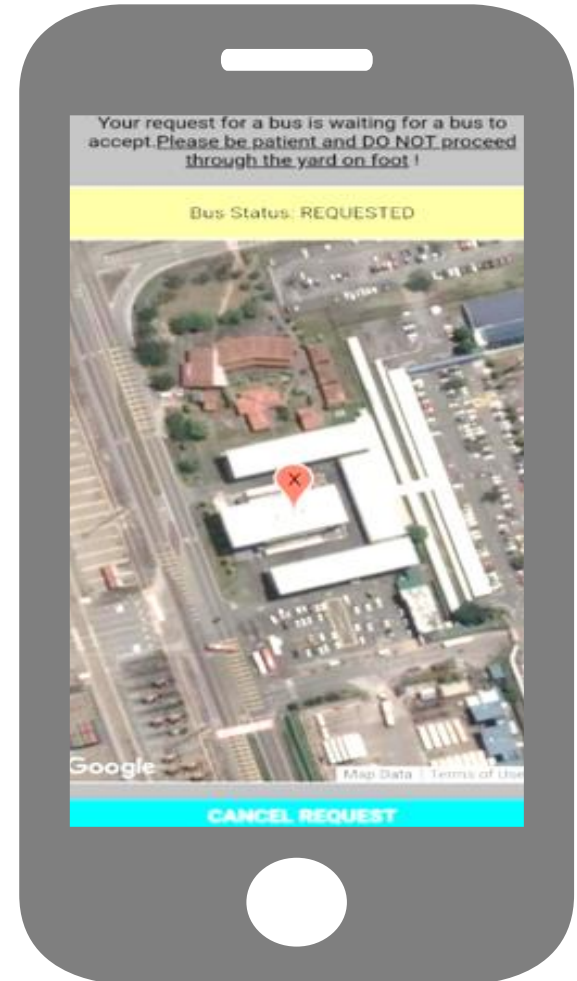 Your request for a bus is waiting for a bus to
accept.Please be patient and DO NOT proceed
through the yard on foot !
Bus Status: REQUESTED
X
Google
Map Data
Terms of Use
CANCEL REQUEST